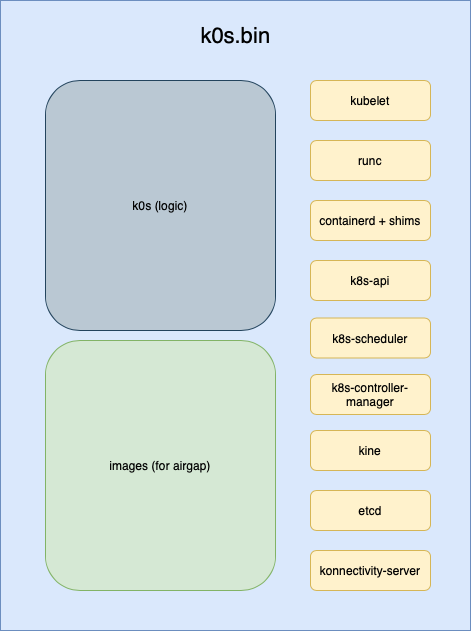 k0s.bin
k0s (logic)
images (for airgap)
kubelet
runc
containerd + shims
k8s-api
k8s-scheduler
k8s-controller-
manager
kine
etcd
konnectivity-server